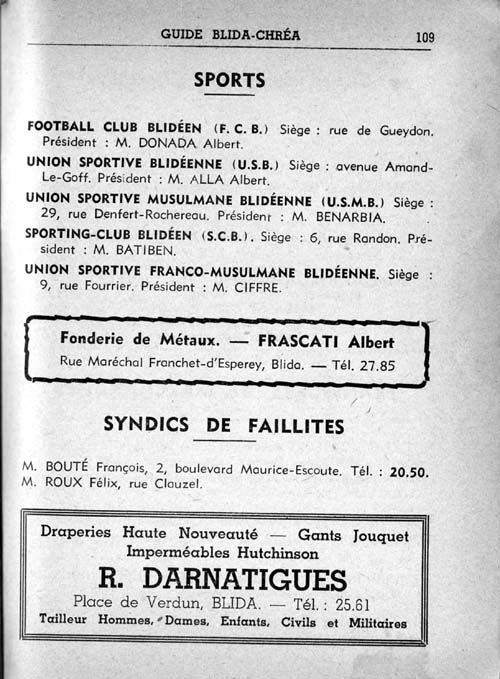 GUIDE BLIDA-CHRÉA 109
SPORTS
FOOTBALL CLUB BLIDÉEN (F. C. B.) Siège : rue de Gueydon.
Président : M. DONADA Albert.
UNION SPORTIVE BLIDÉENNE (U.S.B.) Siège : avenue Amand-
Le-Goff. Président : M. ALLA Albert.
UNION SPORTIVE MUSULMANE BLIDÉENNE (U.S.M.B.) Siège :
29, rue Denfert-Rochereau. Président : M. BENARBIA.
SPORTING-CLUB BLIDÉEN (S.C.B.). Siège : 6, rue Randon. Pré-
sident : M. BATIBEN.
UNION SPORTIVE FRANCO-MUSULMANE BLIDÉENNE. Siège :
9, rue Fourrier. Président : M. CIFFRE.
Fonderie de Métaux. — FRASCATI Albert
Rue Maréchal Franchet-d'Esperey, Blida. — Tél. 27.85
SYNDICS DE FAILLITES
M. BOUTÉ François, 2, boulevard Maurice-Escoute. Tél. : 20.50.
M. ROUX Félix, rue Clauzel.
Draperies Haute Nouveauté — Gants Jouquet
Imperméables Hutchinson
R. DARNATIGUES
Place de Verdun, BLIDA. — Tél. : 25.61
Tailleur Hommes, Dames, Enfants, Civils et Militaires